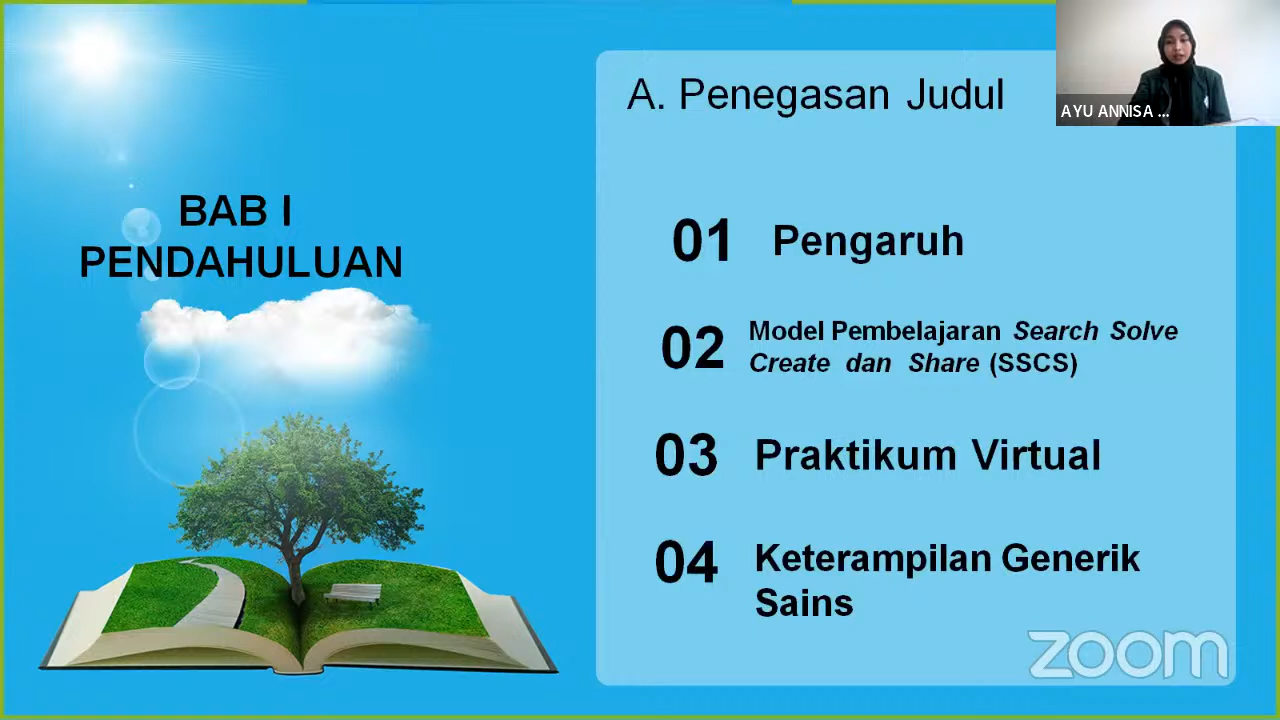 BAB I
PENDAHULUAN
A. Penegasan Judul
01 Pengaruh
02 Model Pembelajaran Search Solve
Create dan Share (SSCS)
03 Praktikum Virtual
04 Keterampilan Generik
Sains
AYU ANNISA ...
zoom